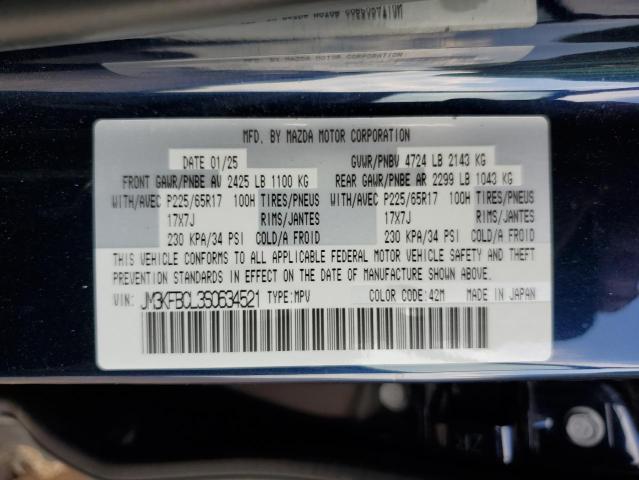 MAZDA MOTOR CORPORATION
MFD. BY MAZDA MOTOR CORPORATION
DATE 01/25 GVWR/PNBV 4724 LB 2143 KG
FRONT GAWR/PNBE AV 2425 LB 1100 KG REAR GAWR/PNBE AR 2299 LB 1043 KG
WITH/AVEC P225/65R17 100H TIRES/PNEUS WITH/AVEC P225/65R17 100H TIRES/PNEUS
17X7J RIMS/JANTES 17X7J RIMS/JANTES
230 KPA/34 PSI COLD/A FROID 230 KPA/34 PSI COLD/A FROID
THIS VEHICLE CONFORMS TO ALL APPLICABLE FEDERAL MOTOR VEHICLE SAFETY AND THEFT
PREVENTION STANDARDS IN EFFECT ON THE DATE OF MANUFACTURE SHOWN ABOVE.
VIN: JM3KFBCL3S0634521 TYPE:MPV COLOR CODE:42M MADE IN JAPAN